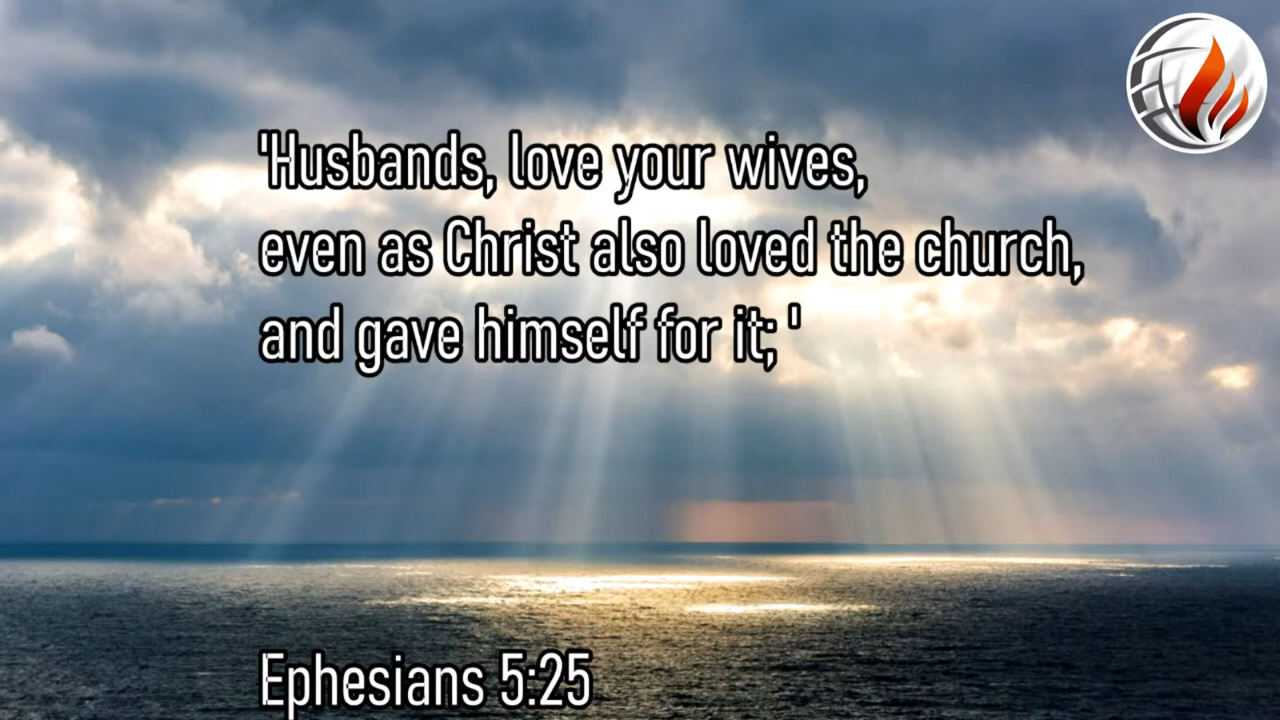 'Husbands, love your wives,
even as Christ also loved the church,
and gave himself for it; '
Ephesians 5:25